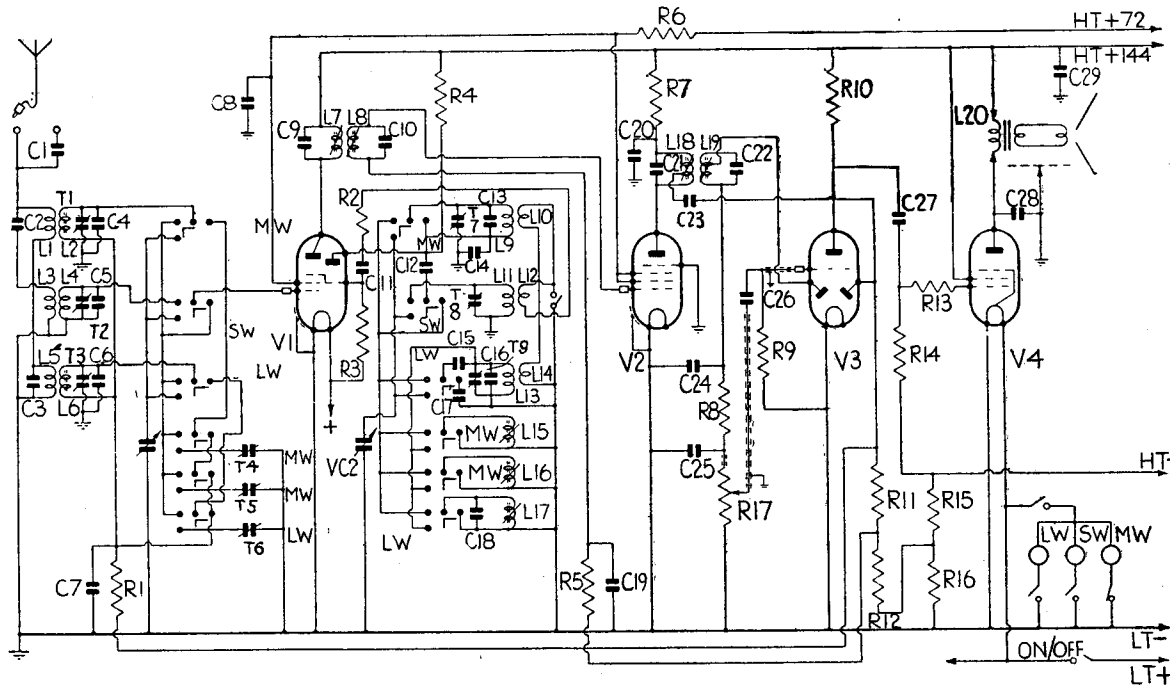 R6
HT+72
HT+144
C8
R4
R7
R10
C29
C1
C9
L7
L8
C10
C20
L18
L19
C21
C22
L20
T1
C2
C4
L1
L2
MW
R2
C13
T7
L10
MW
L9
C14
C23
C27
C28
L3
L4
C5
T2
SW
C11
C12
L11
L12
T8
SW
C26
R13
V1
R3
V2
R9
V3
R14
V4
L5
T3
C6
LW
C3
L6
LW
C15
C16
T9
L14
C17
L13
C24
R8
+
T4
MW
VC2
MW
L15
C25
HT-
T5
MW
MW
L16
R17
R11
R15
T6
LW
LW
C18
L17
LW
SW
MW
C7
R1
R5
C19
R12
R16
LT-
ON/OFF
LT+